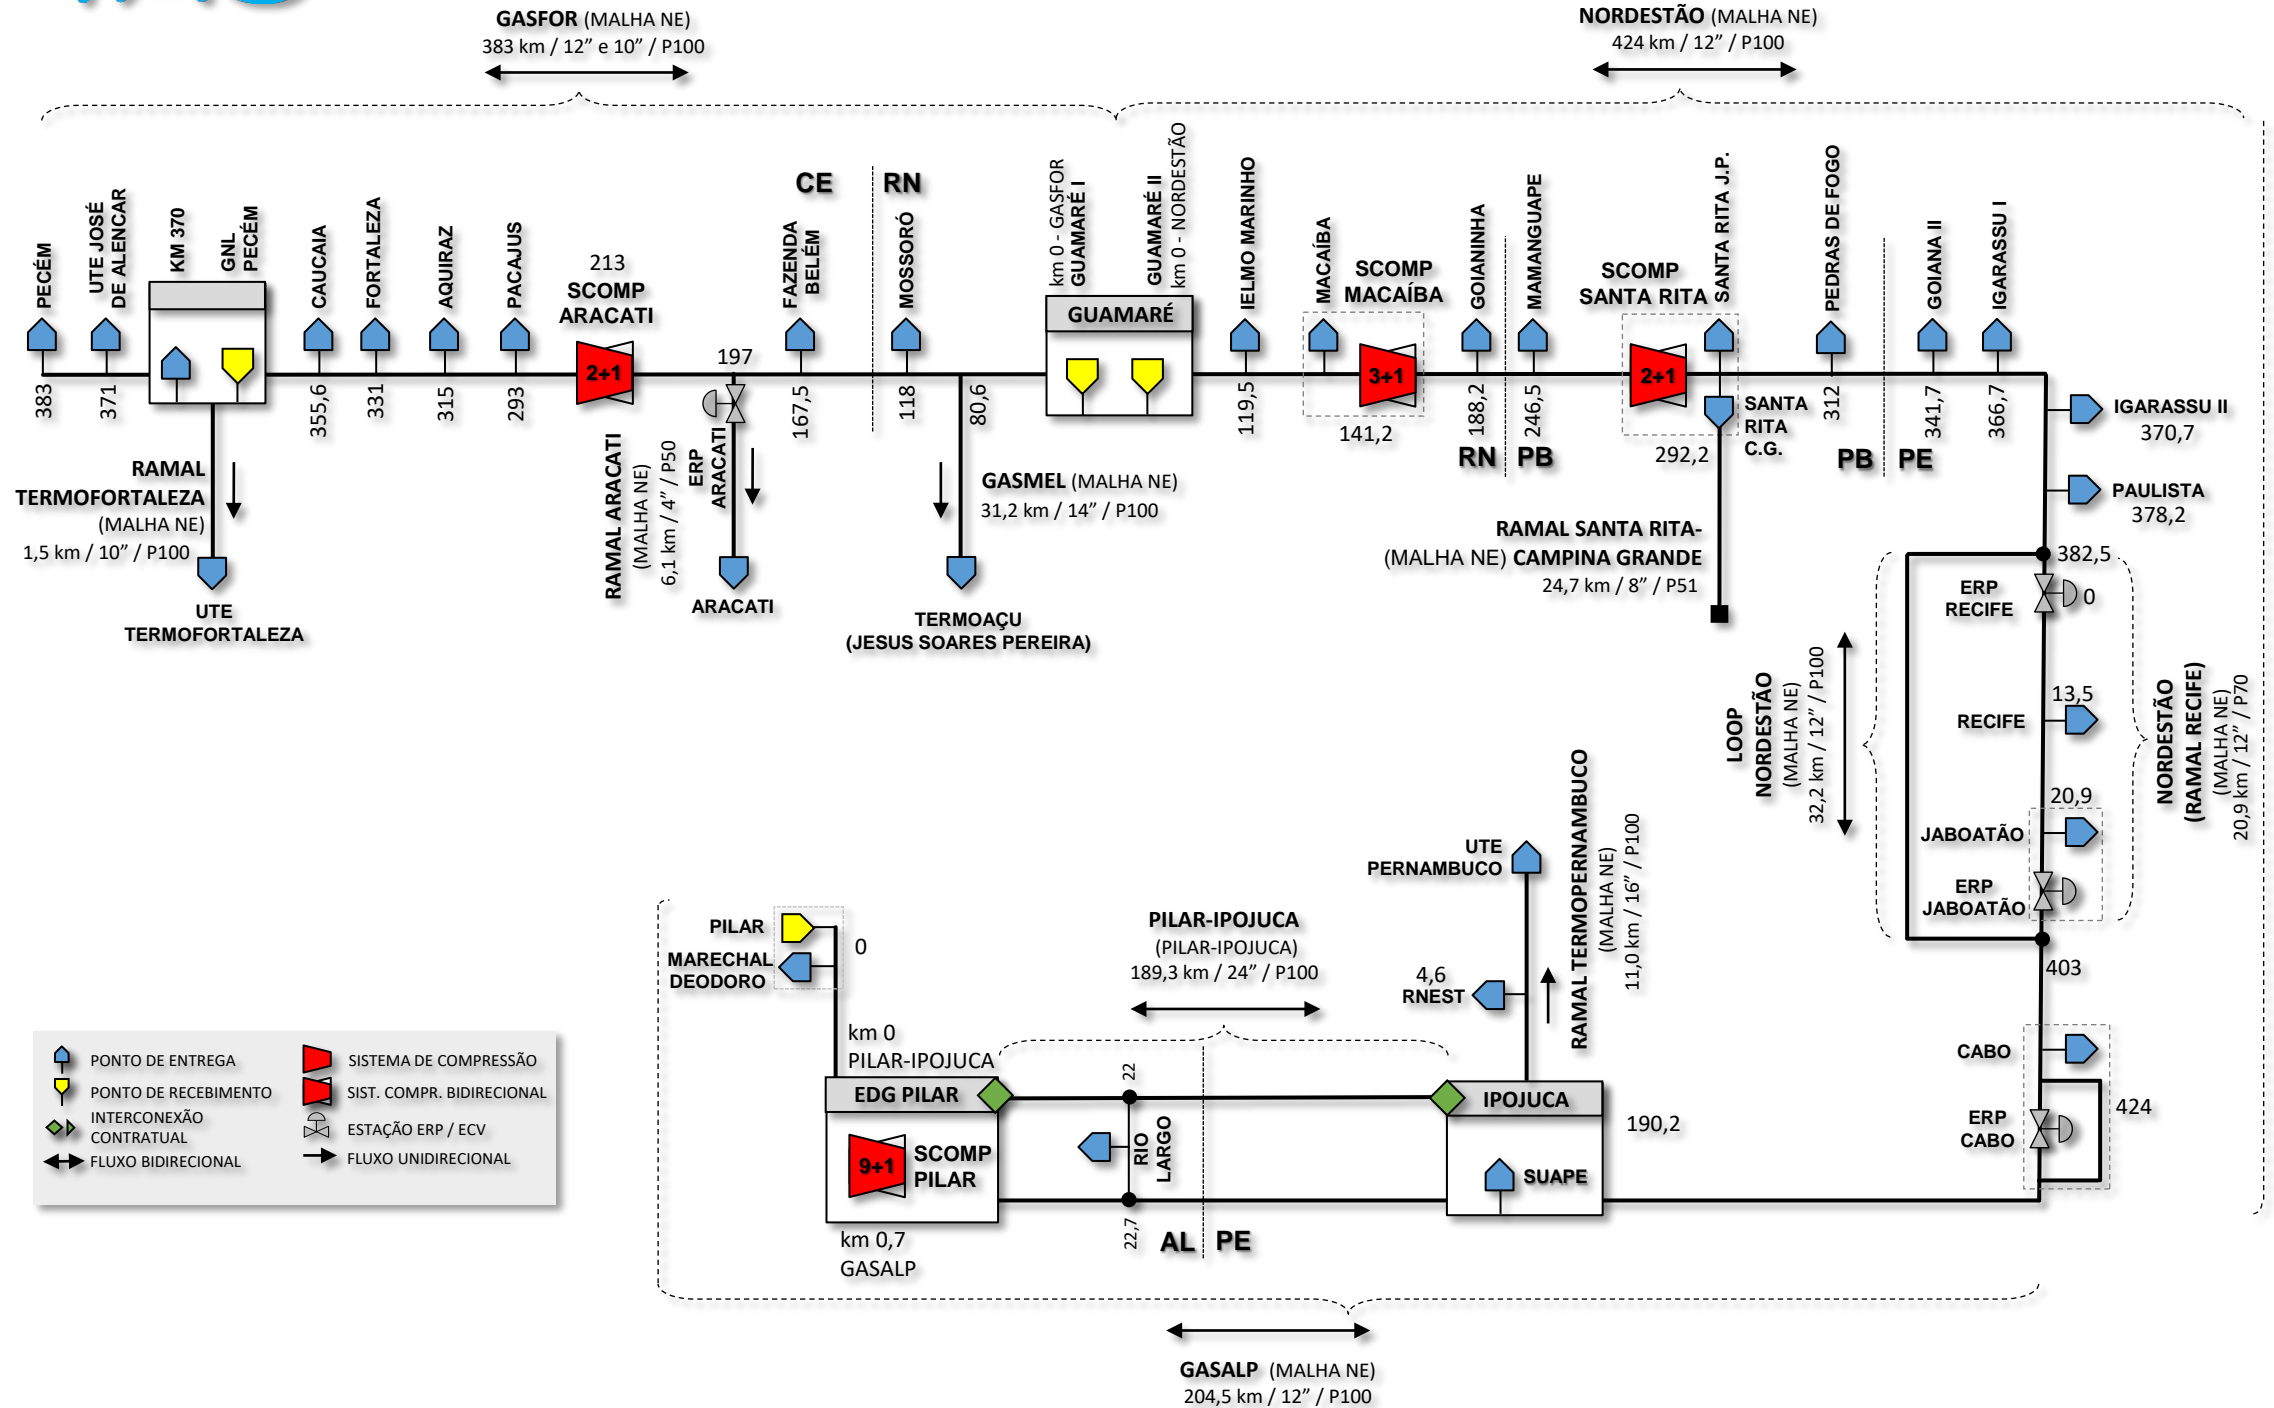 GASFOR (MALHA NE)
383 km / 12” e 10” / P100
NORDESTÃO (MALHA NE)
424 km / 12” / P100
PECÉM
383
UTE JOSÉ
DE ALENCAR
371
KM 370
GNL
PECÉM
CAUCAIA
355,6
FORTALEZA
331
AQUIRAZ
315
PACAJUS
293
213
SCOMP
ARACATI
2+1
197
CE
RN
FAZENDA
BELÉM
167,5
MOSSORÓ
118
80,6
km 0 - GASFOR
GUAMARÉ I
GUAMARÉ II
km 0 - NORDESTÃO
GUAMARÉ
IELMO MARINHO
119,5
MACAÍBA
SCOMP
MACAÍBA
3+1
141,2
GOIANINHA
188,2
RN
PB
MAMANGUAPE
246,5
SCOMP
SANTA RITA
2+1
SANTA RITA J.P.
SANTA
RITA
C.G.
292,2
PEDRAS DE FOGO
312
PB
PE
GOIANA II
341,7
IGARASSU I
366,7
IGARASSU II
370,7
PAULISTA
378,2
RAMAL
TERMOFORTALEZA
(MALHA NE)
1,5 km / 10” / P100
UTE
TERMOFORTALEZA
RAMAL ARACATI
(MALHA NE)
6,1 km / 4” / P50
ERP
ARACATI
ARACATI
GASMEL (MALHA NE)
31,2 km / 14” / P100
TERMOAÇU
(JESUS SOARES PEREIRA)
RAMAL SANTA RITA-
(MALHA NE) CAMPINA GRANDE
24,7 km / 8” / P51
382,5
ERP
RECIFE
0
13,5
RECIFE
LOOP
NORDESTÃO
(MALHA NE)
32,2 km / 12” / P100
NORDESTÃO
(RAMAL RECIFE)
(MALHA NE)
20,9 km / 12” / P70
20,9
JABOATÃO
ERP
JABOATÃO
403
CABO
ERP
CABO
424
UTE
PERNAMBUCO
RAMAL TERMOPERNAMBUCO
(MALHA NE)
11,0 km / 16” / P100
4,6
RNEST
PILAR
MARECHAL
DEODORO
0
PILAR-IPOJUCA
(PILAR-IPOJUCA)
189,3 km / 24” / P100
km 0
PILAR-IPOJUCA
EDG PILAR
9+1
SCOMP
PILAR
km 0,7
GASALP
22
RIO
LARGO
22,7
AL
PE
IPOJUCA
190,2
SUAPE
PONTO DE ENTREGA
PONTO DE RECEBIMENTO
INTERCONEXÃO
CONTRATUAL
FLUXO BIDIRECIONAL
SISTEMA DE COMPRESSÃO
SIST. COMPR. BIDIRECIONAL
ESTAÇÃO ERP / ECV
FLUXO UNIDIRECIONAL
GASALP (MALHA NE)
204,5 km / 12” / P100